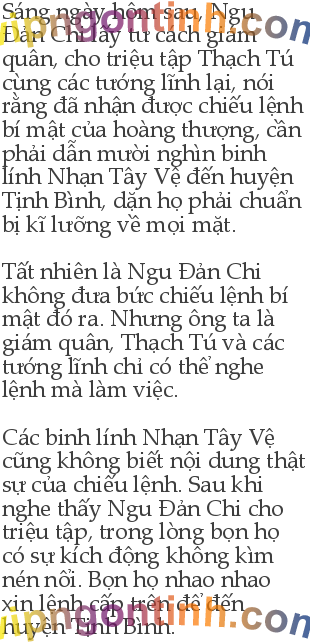 Sáng ngày hôm sau, Ngu
Đản Chi lấy tư cách giám
quân, cho triệu tập Thạch Tú
cùng các tướng lĩnh lại, nói
rằng đã nhận được chiếu lệnh
bí mật của hoàng thượng, cần
phải dẫn mười nghìn binh
lính Nhạn Tây Vệ đến huyện
Tịnh Bình, dặn họ phải chuẩn
bị kĩ lưỡng về mọi mặt.

Tất nhiên là Ngu Đản Chi
không đưa bức chiếu lệnh bí
mật đó ra. Nhưng ông ta là
giám quân, Thạch Tú và các
tướng lĩnh chỉ có thể nghe
lệnh mà làm việc.

Các binh lính Nhạn Tây Vệ
cũng không biết nội dung thật
sự của chiếu lệnh. Sau khi
nghe thấy Ngu Đản Chi cho
triệu tập, trong lòng bọn họ
có sự kích động không kìm
nén nổi. Bọn họ nhao nhao
xin lệnh cấp trên để đến
huyện Tịnh Bình.